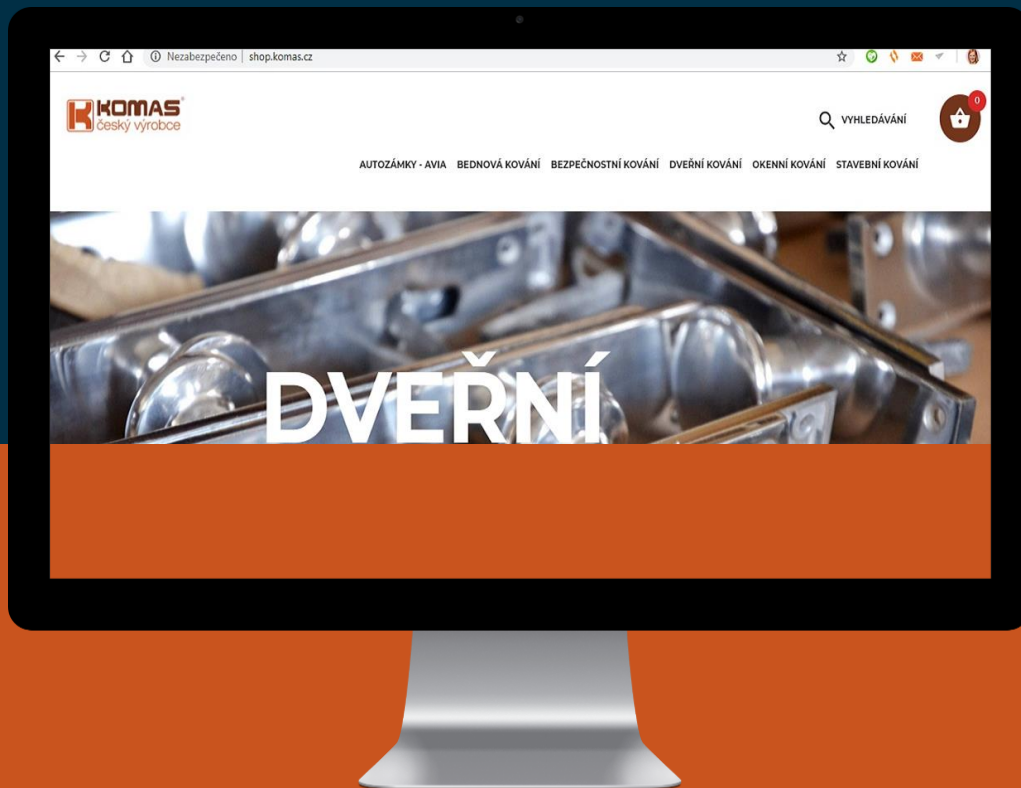 Nezabezpečeno | shop.komas.cz
KOMAS®
český výrobce
VYHLEDÁVÁNÍ
0
AUTOZÁMKY - AVIA BEDNOVÁ KOVÁNÍ BEZPEČNOSTNÍ KOVÁNÍ DVEŘNÍ KOVÁNÍ OKENNÍ KOVÁNÍ STAVEBNÍ KOVÁNÍ
DVEŘNÍ